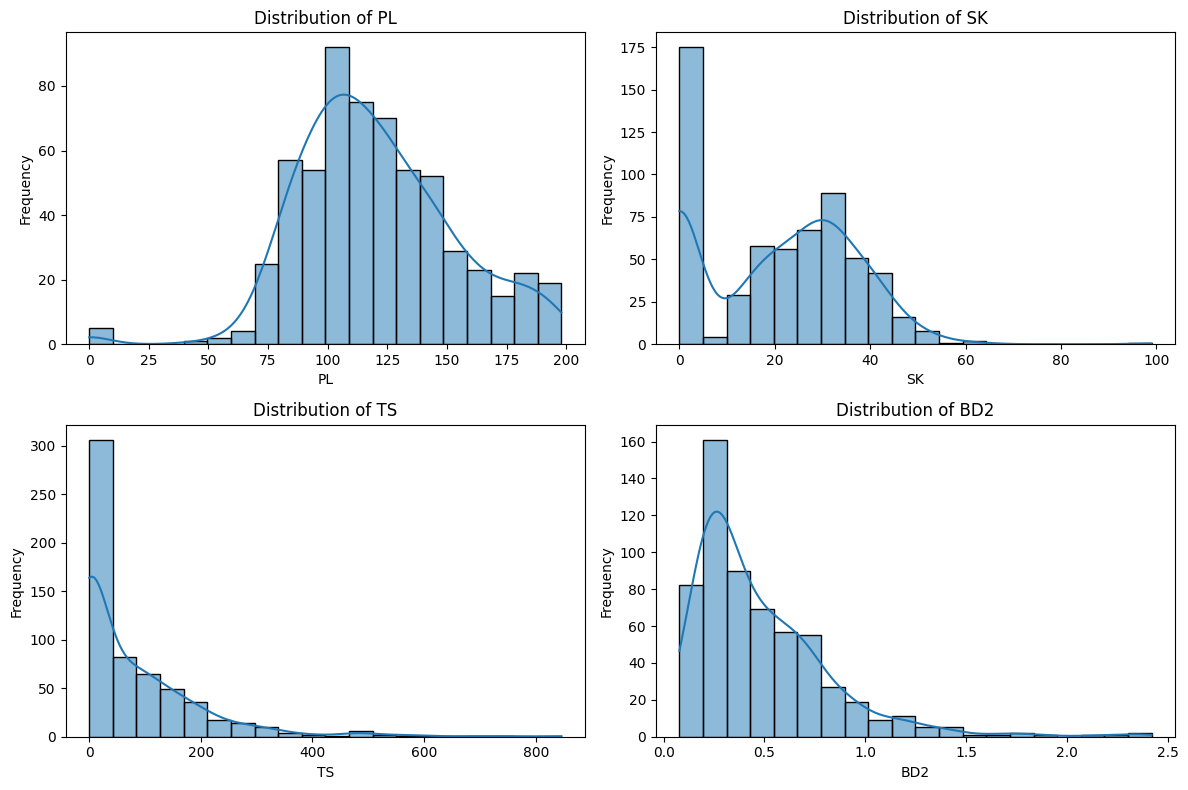 Distribution of PL
Frequency
80
60
40
20
0
0 25 50 75 100 125 150 175 200
PL
Distribution of SK
Frequency
175
150
125
100
75
50
25
0
0 20 40 60 80 100
SK
Distribution of TS
Frequency
300
250
200
150
100
50
0
0 200 400 600 800
TS
Distribution of BD2
Frequency
160
140
120
100
80
60
40
20
0
0.0 0.5 1.0 1.5 2.0 2.5
BD2